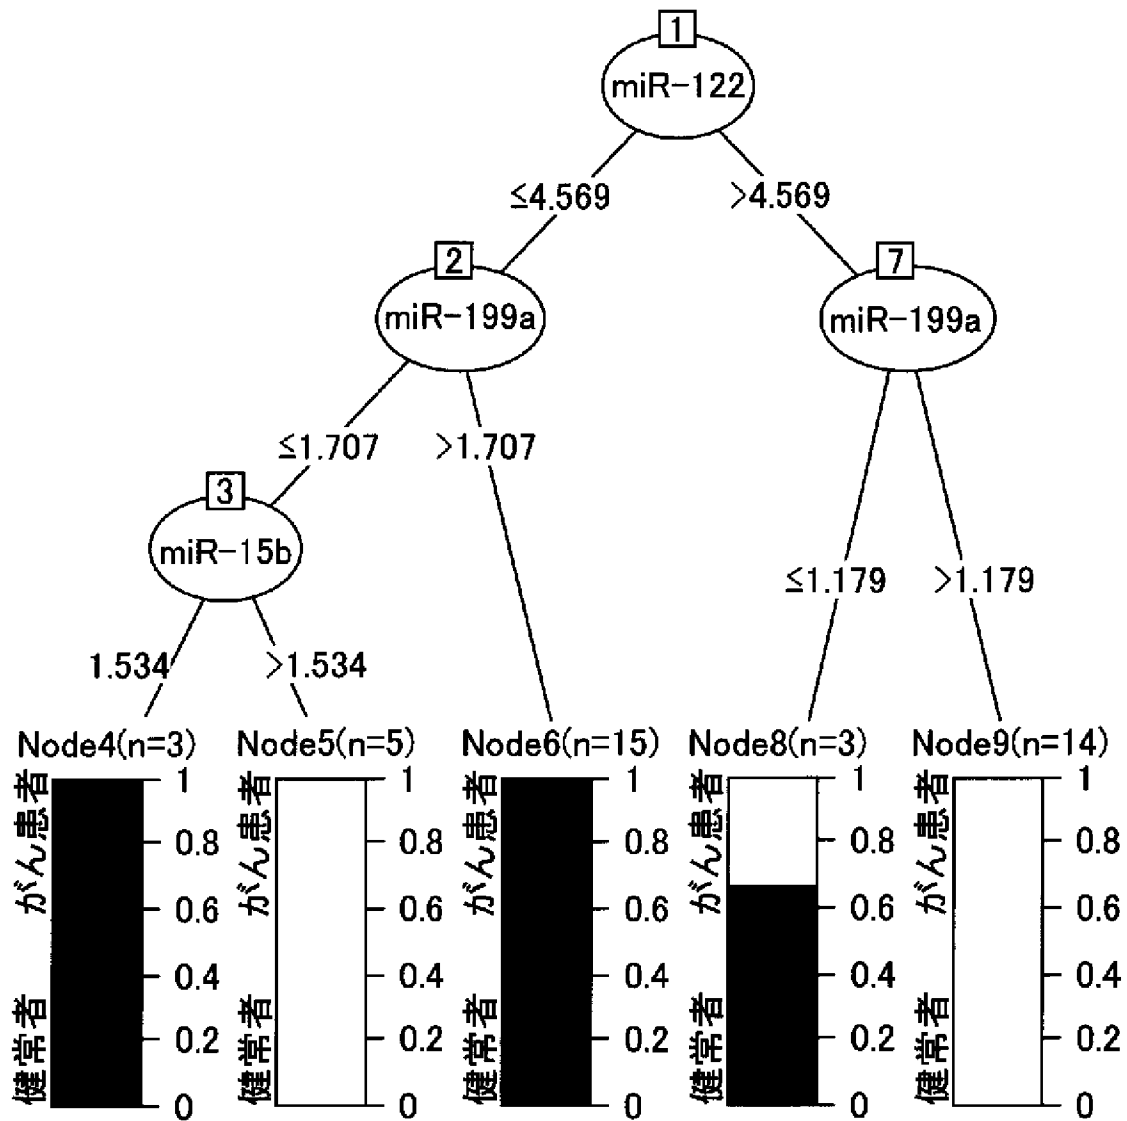 1
miR-122
≤4.569 >4.569
2 7
miR-199a miR-199a
≤1.707 >1.707
3
miR-15b
≤1.179 >1.179
1.534 >1.534
Node4(n=3) Node5(n=5) Node6(n=15) Node8(n=3) Node9(n=14)
がん患者 がん患者 がん患者 がん患者 がん患者
健常者 健常者 健常者 健常者 健常者
1 1 1 1 1
0.8 0.8 0.8 0.8 0.8
0.6 0.6 0.6 0.6 0.6
0.4 0.4 0.4 0.4 0.4
0.2 0.2 0.2 0.2 0.2
0 0 0 0 0